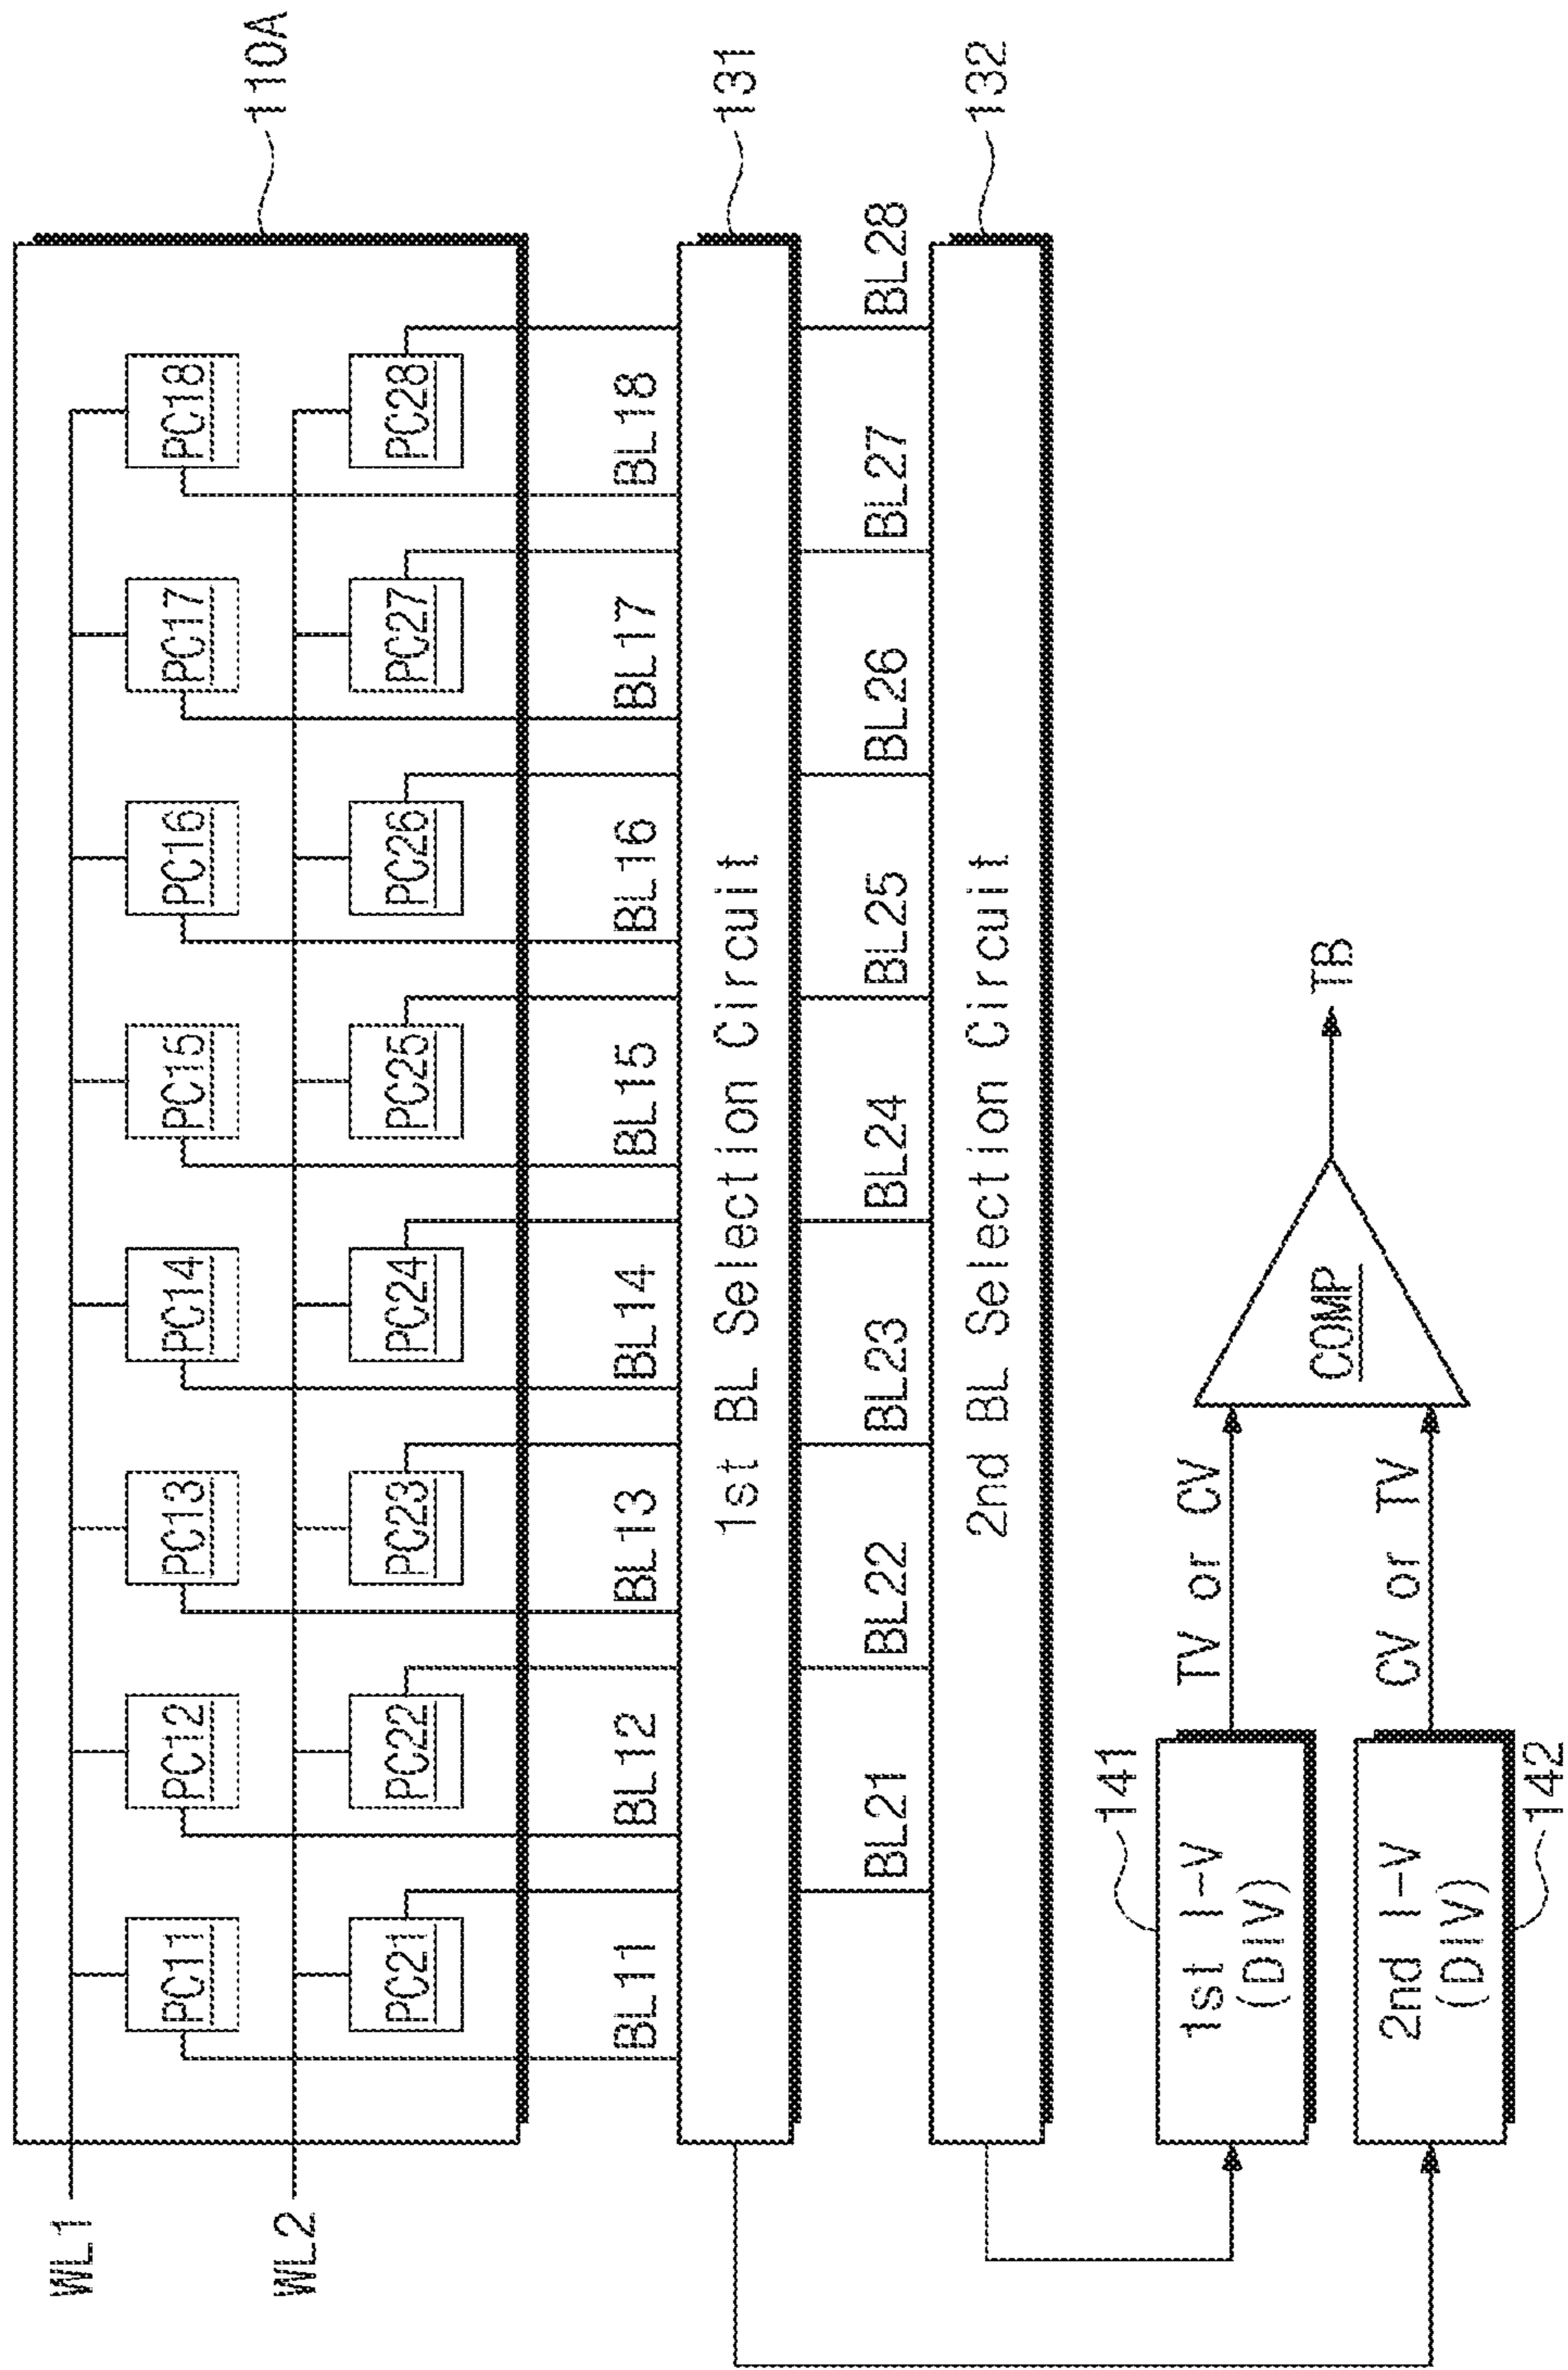 110A
WL1
PC11 PC12 PC13 PC14 PC15 PC16 PC17 PC18
WL2
PC21 PC22 PC23 PC24 PC25 PC26 PC27 PC28
BL11 BL12 BL13 BL14 BL15 BL16 BL17 BL18
1st BL Selection Circuit
131
BL21 BL22 BL23 BL24 BL25 BL26 BL27 BL28
2nd BL Selection Circuit
132
141
1st I-V
(DIV)
TV or CV
COMP
TB
2nd I-V
(DIV)
CV or TV
142